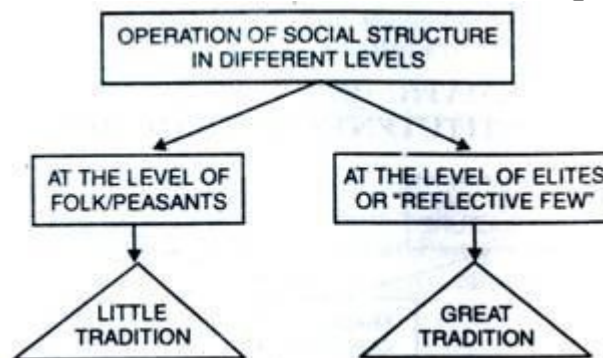 OPERATION OF SOCIAL STRUCTURE
IN DIFFERENT LEVELS
AT THE LEVEL OF
FOLK/PEASANTS
AT THE LEVEL OF ELITES
OR "REFLECTIVE FEW"
LITTLE
TRADITION
GREAT
TRADITION